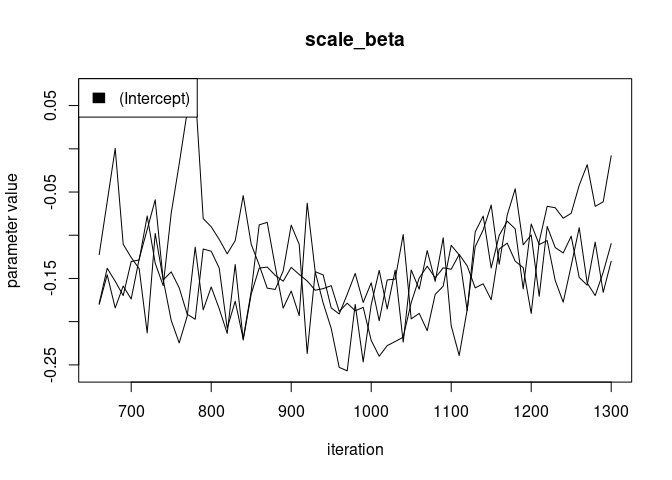 scale_beta
(Intercept)
0.05
-0.05
-0.15
-0.25
parameter value
700 800 900 1000 1100 1200 1300
iteration